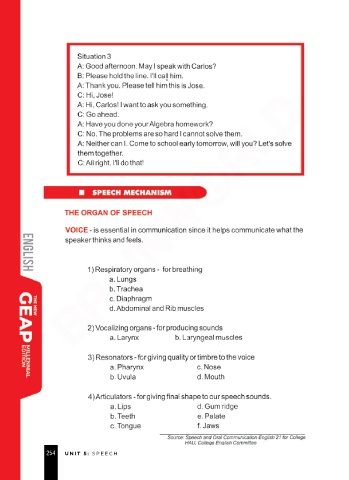 Situation 3
A: Good afternoon. May I speak with Carlos?
B: Please hold the line. I'll call him.
A: Thank you. Please tell him this is Jose.
C: Hi, Jose!
A: Hi, Carlos! I want to ask you something.
C: Go ahead.
A: Have you done your Algebra homework?
C: No. The problems are so hard I cannot solve them.
A: Neither can I. Come to school early tomorrow, will you? Let's solve
them together.
C: All right. I'll do that!
■ SPEECH MECHANISM
THE ORGAN OF SPEECH
VOICE - is essential in communication since it helps communicate what the
speaker thinks and feels.
1) Respiratory organs - for breathing
a. Lungs
b. Trachea
c. Diaphragm
d. Abdominal and Rib muscles
2) Vocalizing organs - for producing sounds
a. Larynx b. Laryngeal muscles
3) Resonators - for giving quality or timbre to the voice
a. Pharynx c. Nose
b. Uvula d. Mouth
4) Articulators - for giving final shape to our speech sounds.
a. Lips d. Gum ridge
b. Teeth e. Palate
c. Tongue f. Jaws
Source: Speech and Oral Communication English 21 for College
HAU, College English Committee
254 UNIT 5: SPEECH
ENGLISH
THE NEW
GEAP
MILLENNIAL
EDITION